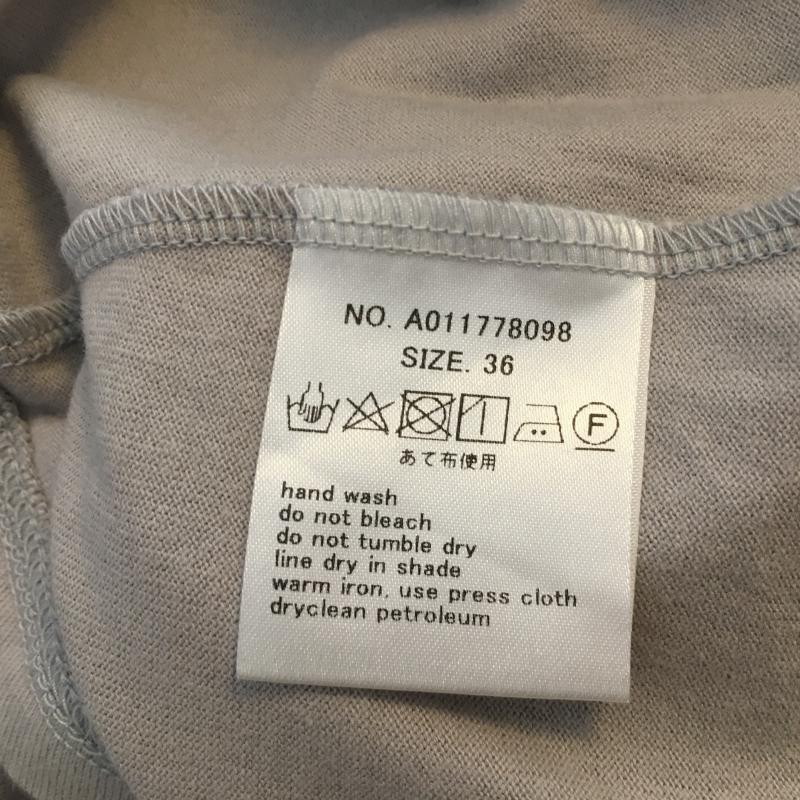 NO. A011778098
SIZE. 36
F
あて布使用
hand wash
do not bleach
do not tumble dry
line dry in shade
warm iron, use press cloth
dryclean petroleum